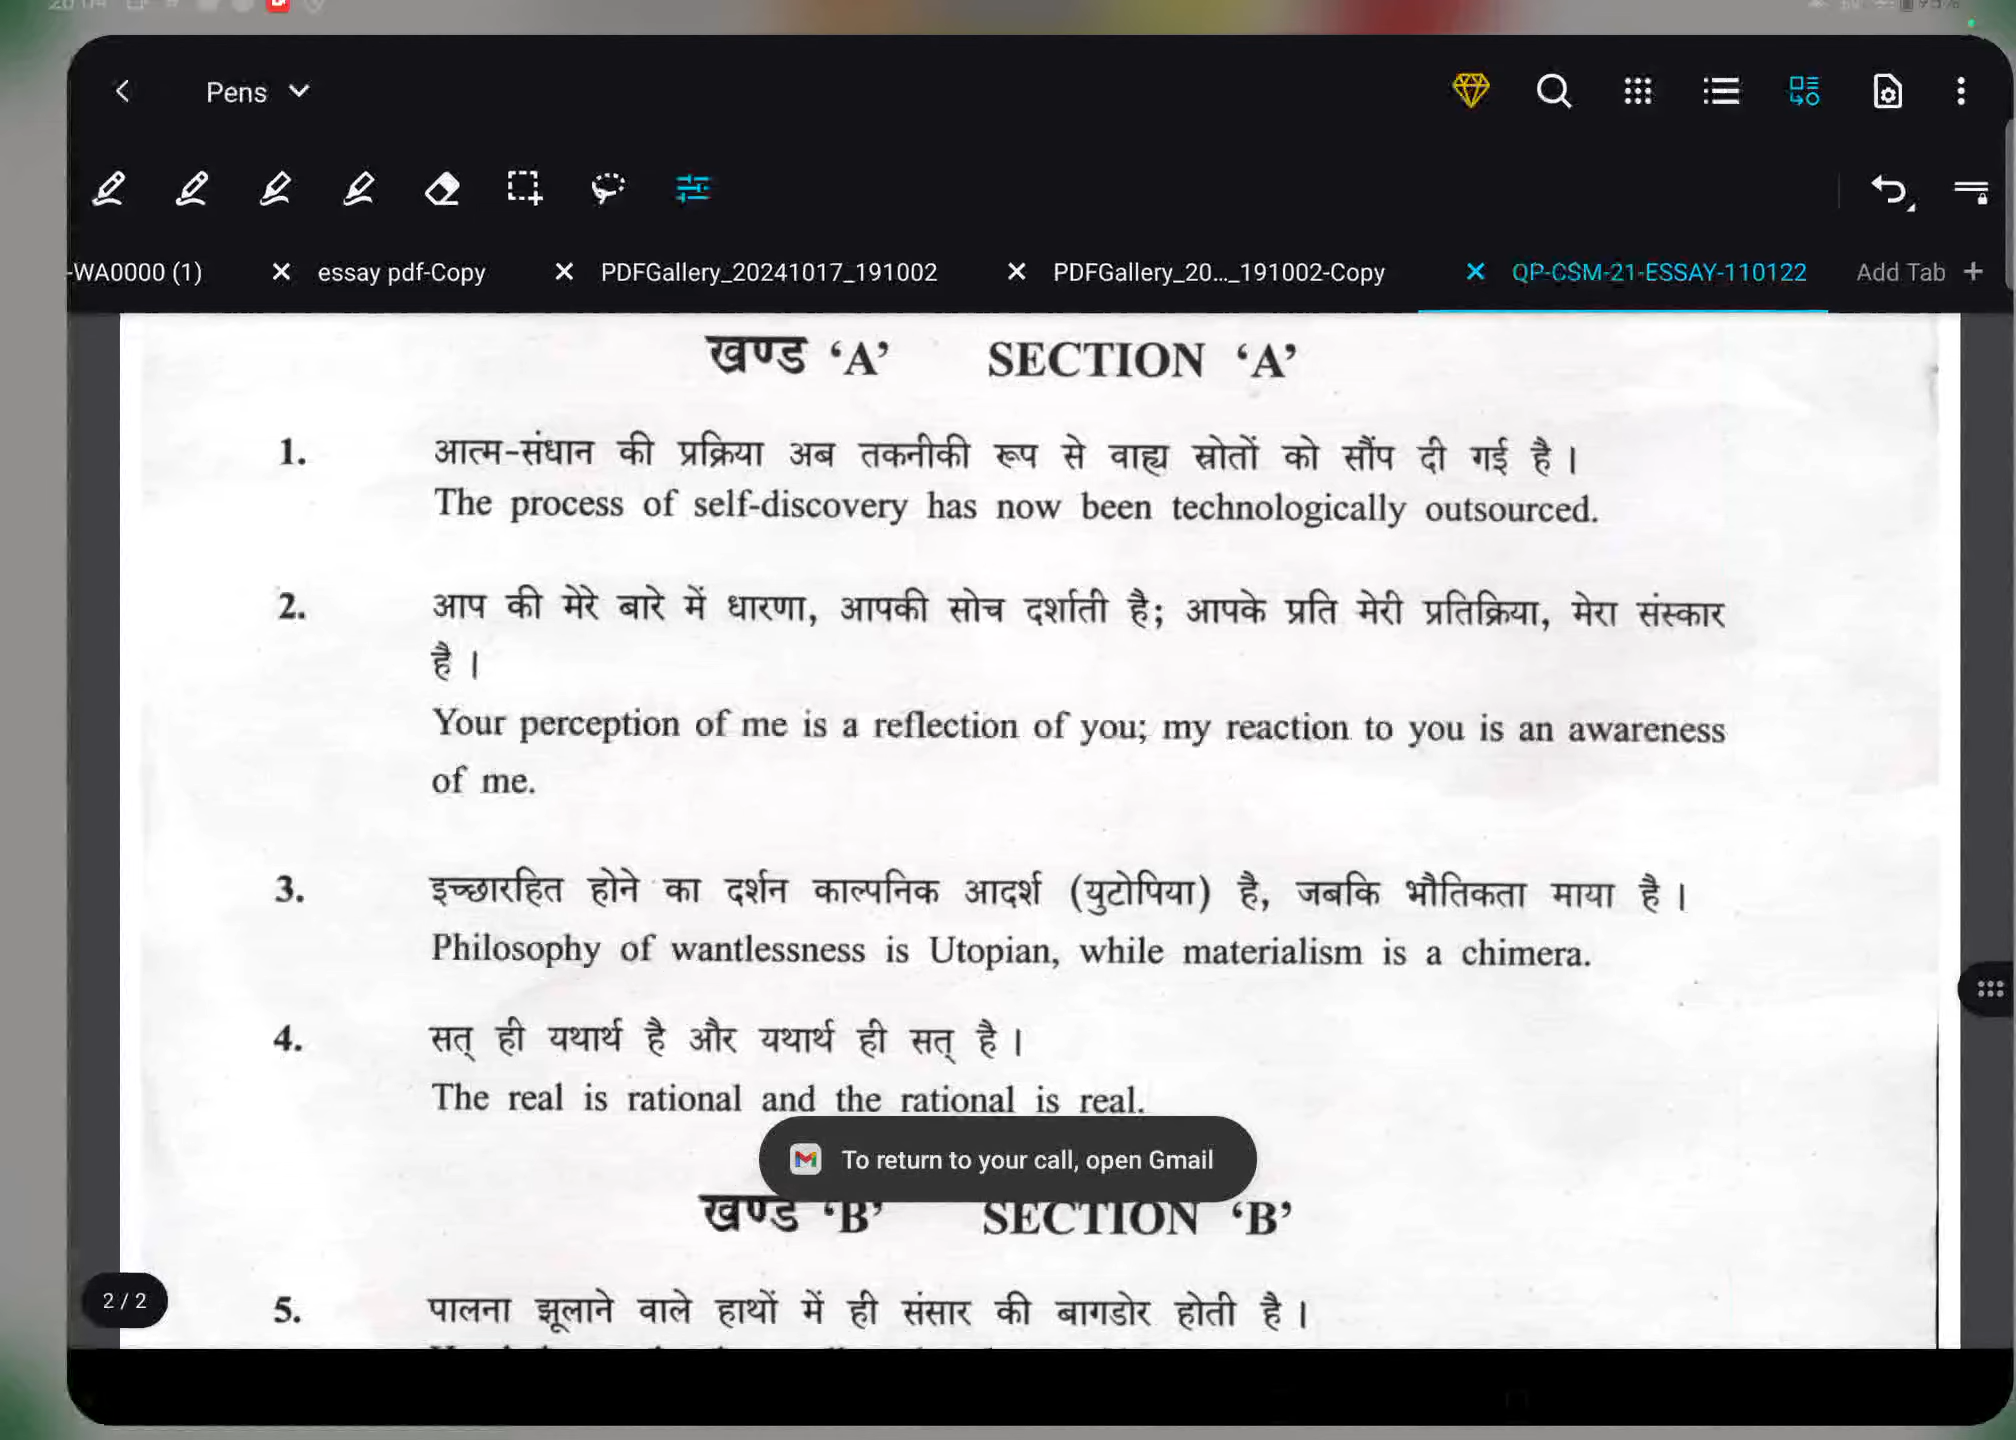 Pens
-WA0000 (1)
essay pdf-Copy
PDFGallery_20241017_191002
PDFGallery_20..._191002-Copy
QP-CSM-21-ESSAY-110122
Add Tab +
खण्ड ‘A’ SECTION ‘A’
1. आत्म-संधान की प्रक्रिया अब तकनीकी रूप से वाह्य स्रोतों को सौंप दी गई है ।
The process of self-discovery has now been technologically outsourced.
2. आप की मेरे बारे में धारणा, आपकी सोच दर्शाती है; आपके प्रति मेरी प्रतिक्रिया, मेरा संस्कार
है ।
Your perception of me is a reflection of you; my reaction to you is an awareness
of me.
3. इच्छारहित होने का दर्शन काल्पनिक आदर्श (युटोपिया) है, जबकि भौतिकता माया है ।
Philosophy of wantlessness is Utopian, while materialism is a chimera.
4. सत् ही यथार्थ है और यथार्थ ही सत् है ।
The real is rational and the rational is real.
To return to your call, open Gmail
खण्ड ‘B’ SECTION ‘B’
2 / 2
5. पालना झूलाने वाले हाथों में ही संसार की बागडोर होती है ।